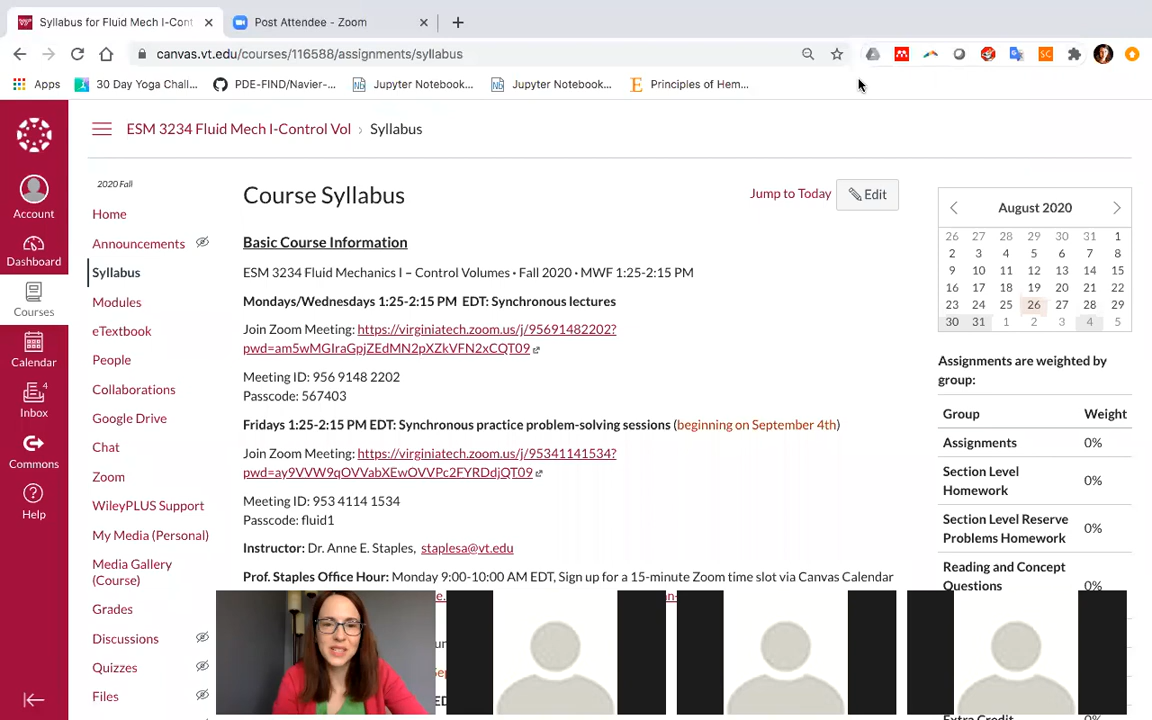 Syllabus for Fluid Mech I-Cont
Post Attendee - Zoom
canvas.vt.edu/courses/116588/assignments/syllabus
Apps
30 Day Yoga Chall...
PDE-FIND/Navier-...
Jupyter Notebook...
Jupyter Notebook...
Principles of Hem...
ESM 3234 Fluid Mech I-Control Vol › Syllabus
Account
Dashboard
Courses
Calendar
4
Inbox
Commons
Help
2020 Fall
Home
Announcements
Syllabus
Modules
eTextbook
People
Collaborations
Google Drive
Chat
Zoom
WileyPLUS Support
My Media (Personal)
Media Gallery
(Course)
Grades
Discussions
Quizzes
Files
Course Syllabus
Jump to Today
Edit
Basic Course Information
ESM 3234 Fluid Mechanics I – Control Volumes · Fall 2020 · MWF 1:25-2:15 PM
Mondays/Wednesdays 1:25-2:15 PM EDT: Synchronous lectures
Join Zoom Meeting: https://virginiatech.zoom.us/j/95691482202?
pwd=am5wMGIraGpjZEdMN2pXZkVFN2xCQT09
Meeting ID: 956 9148 2202
Passcode: 567403
Fridays 1:25-2:15 PM EDT: Synchronous practice problem-solving sessions (beginning on September 4th)
Join Zoom Meeting: https://virginiatech.zoom.us/j/95341141534?
pwd=ay9VVW9qOVVabXEwOVVPc2FYRDdjQT09
Meeting ID: 953 4114 1534
Passcode: fluid1
Instructor: Dr. Anne E. Staples, staplesa@vt.edu
Prof. Staples Office Hour: Monday 9:00-10:00 AM EDT, Sign up for a 15-minute Zoom time slot via Canvas Calendar
August 2020
26 27 28 29 30 31 1
2 3 4 5 6 7 8
9 10 11 12 13 14 15
16 17 18 19 20 21 22
23 24 25 26 27 28 29
30 31 1 2 3 4 5
Assignments are weighted by
group:
Group Weight
Assignments 0%
Section Level
Homework 0%
Section Level Reserve
Problems Homework 0%
Reading and Concept
Questions 0%
Extra Credit